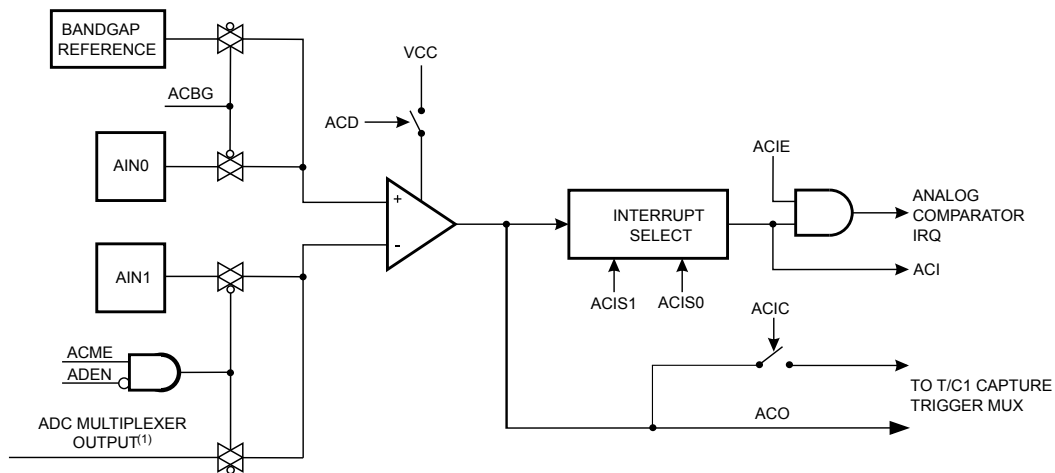 BANDGAP
REFERENCE
ACBG
AIN0
VCC
ACD
+
-
AIN1
ACME
ADEN
ADC MULTIPLEXER
OUTPUT(1)
INTERRUPT
SELECT
ACIS1
ACIS0
ACIE
ANALOG
COMPARATOR
IRQ
ACI
ACIC
TO T/C1 CAPTURE
TRIGGER MUX
ACO